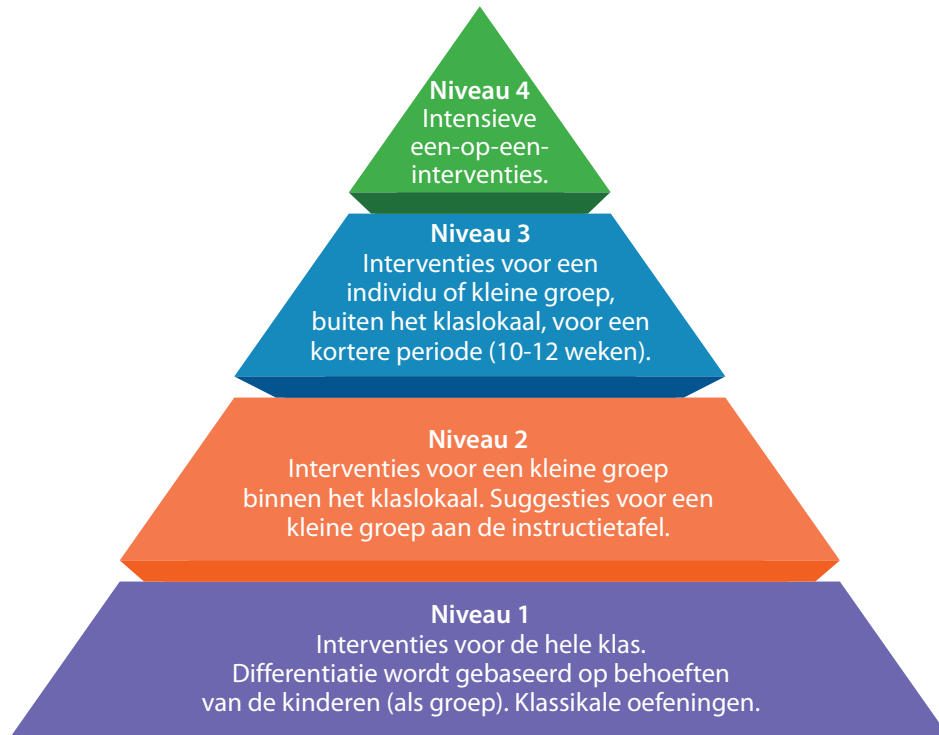 Niveau 4
Intensieve
een-op-een-
interventies.
Niveau 3
Interventies voor een
individu of kleine groep,
buiten het klaslokaal, voor een
kortere periode (10-12 weken).
Niveau 2
Interventies voor een kleine groep
binnen het klaslokaal. Suggesties voor een
kleine groep aan de instructietafel.
Niveau 1
Interventies voor de hele klas.
Differentiatie wordt gebaseerd op behoeften
van de kinderen (als groep). Klassikale oefeningen.